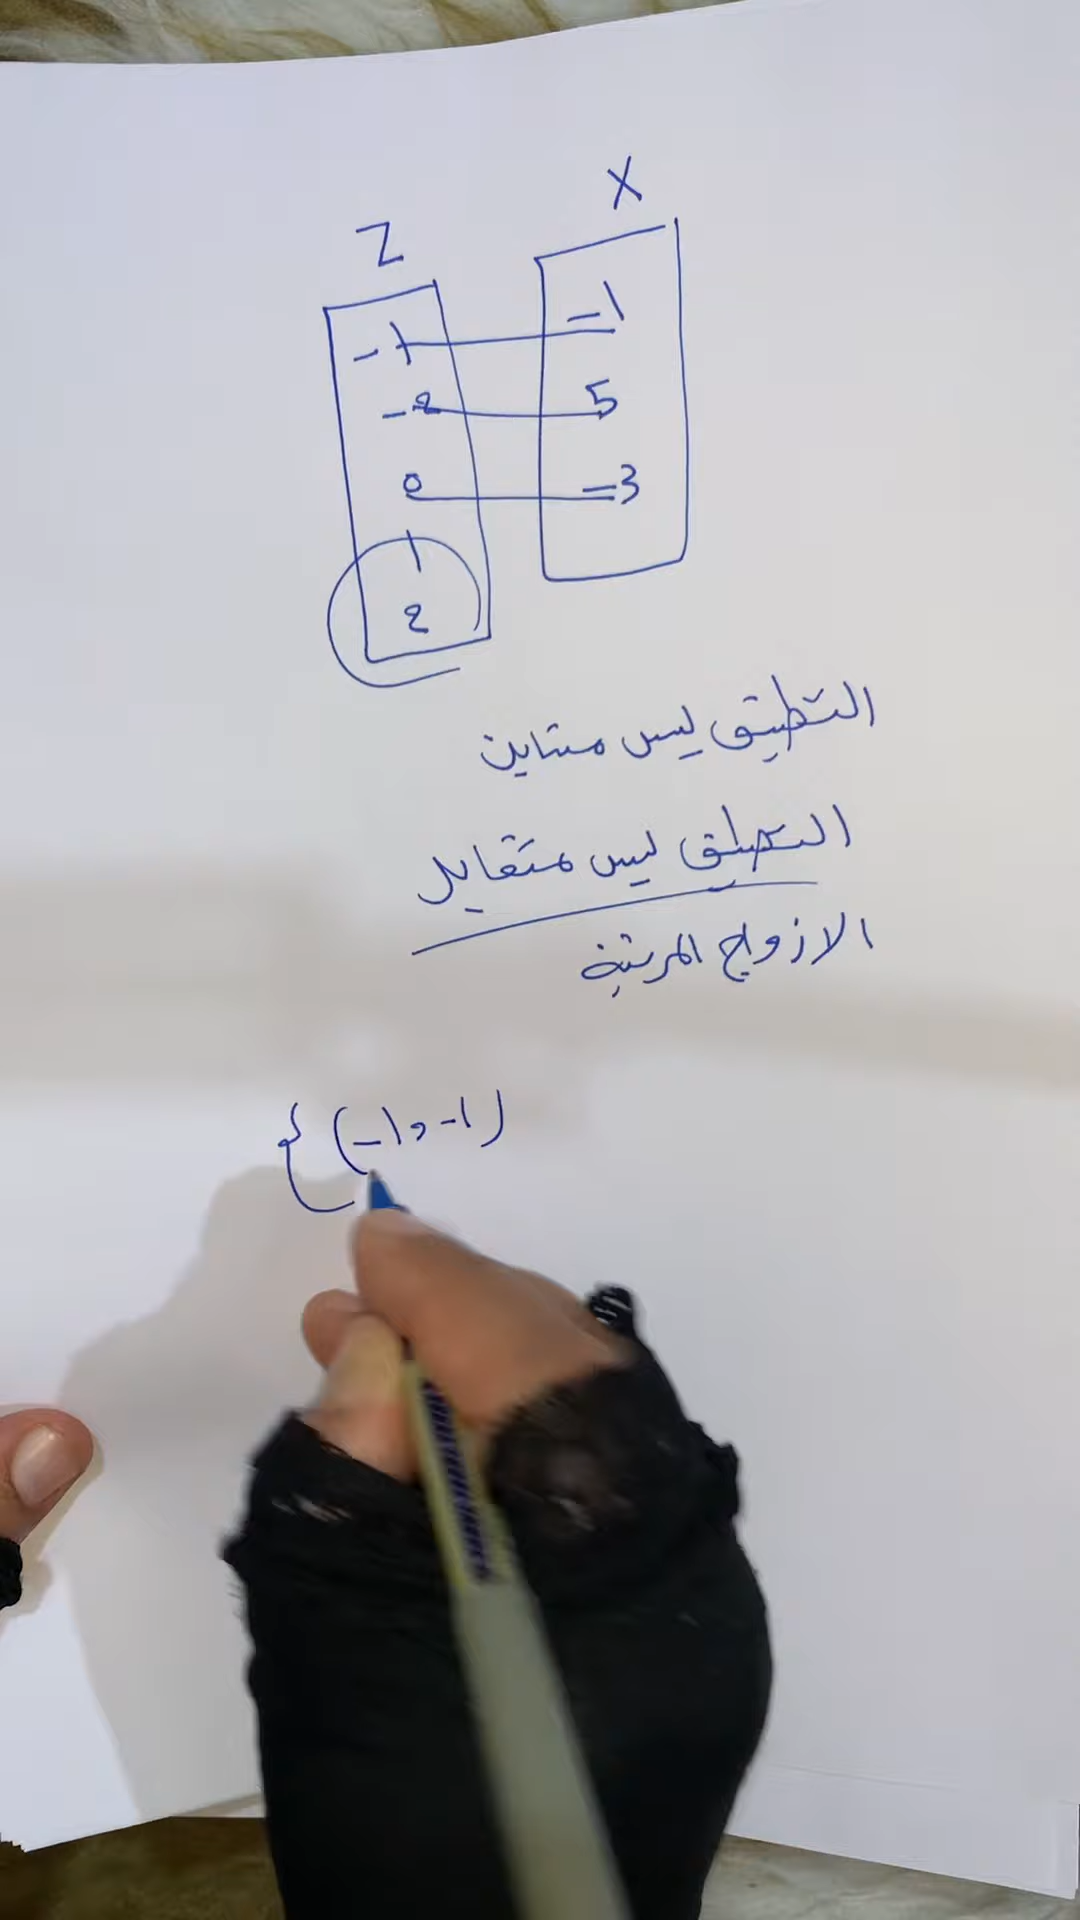 Z X
-1 -1
-2 5
0 -3
1
2
التطبيق ليس متباين
التطبيق ليس متقابل
الازواج المرتبة
{(-1, -1)